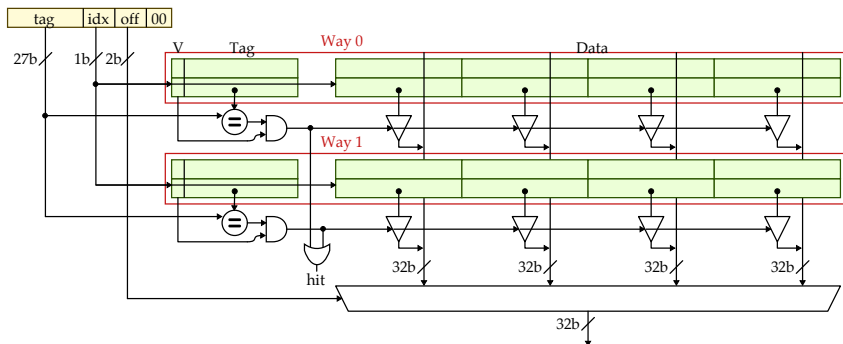 tag idx off 00
27b 1b 2b
Way 0
V Tag Data
=
Way 1
=
hit
32b 32b 32b 32b
32b